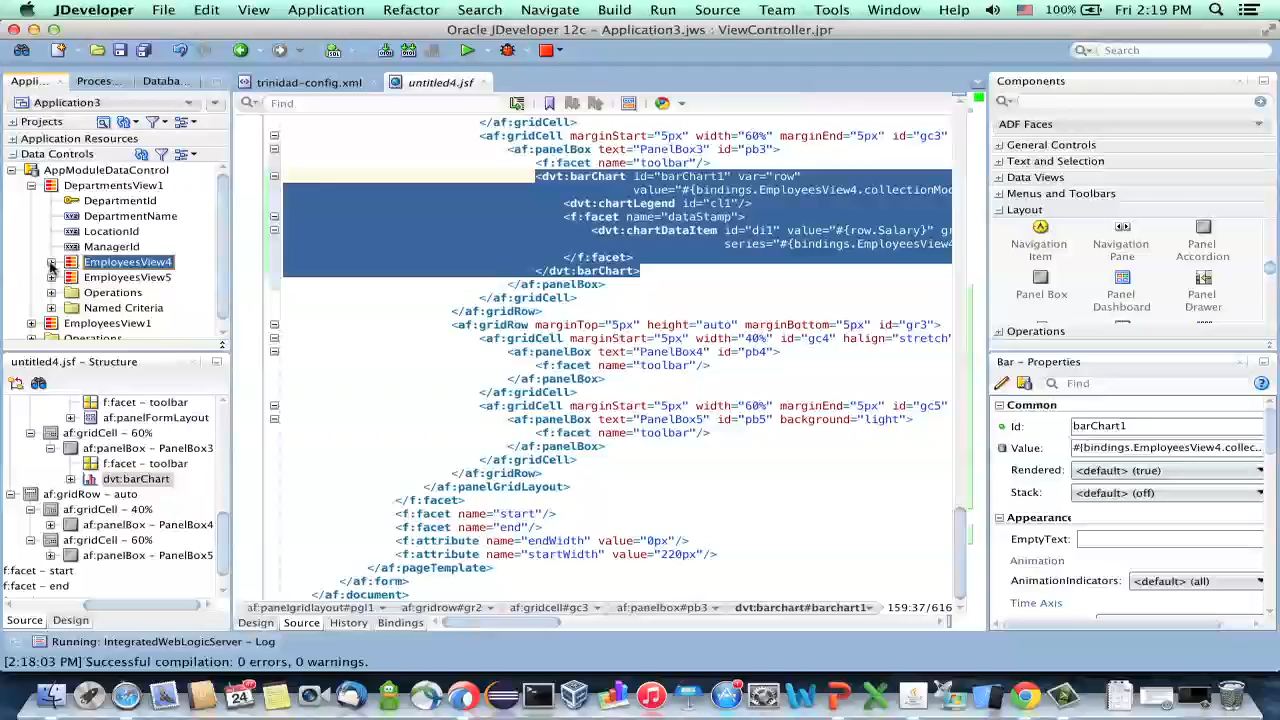 JDeveloper File Edit View Application Refactor Search Navigate Build Run Source Team Tools Window Help 100% Fri 2:19 PM
Oracle JDeveloper 12c – Application3.jws : ViewController.jpr
Search
Appli... Proces... Databa...
Application3
Projects
Application Resources
Data Controls
AppModuleDataControl
DepartmentsView1
DepartmentId
DepartmentName
LocationId
ManagerId
EmployeesView4
EmployeesView5
Operations
Named Criteria
EmployeesView1
Operations
untitled4.jsf – Structure
f:facet – toolbar
af:panelFormLayout
af:gridCell – 60%
af:panelBox – PanelBox3
f:facet – toolbar
dvt:barChart
af:gridRow – auto
af:gridCell – 40%
af:panelBox – PanelBox4
af:gridCell – 60%
af:panelBox – PanelBox5
f:facet – start
f:facet – end
Source Design
trinidad-config.xml untitled4.jsf
Find
</af:gridCell>
<af:gridCell marginStart="5px" width="60%" marginEnd="5px" id="gc3"
<af:panelBox text="PanelBox3" id="pb3">
<f:facet name="toolbar"/>
<dvt:barChart id="barChart1" var="row"
value="#{bindings.EmployeesView4.collectionMod
<dvt:chartLegend id="cl1"/>
<f:facet name="dataStamp">
<dvt:chartDataItem id="di1" value="#{row.Salary}" gr
series="#{bindings.EmployeesView4
</f:facet>
</dvt:barChart>
</af:panelBox>
</af:gridCell>
</af:gridRow>
<af:gridRow marginTop="5px" height="auto" marginBottom="5px" id="gr3">
<af:gridCell marginStart="5px" width="40%" id="gc4" halign="stretch"
<af:panelBox text="PanelBox4" id="pb4">
<f:facet name="toolbar"/>
</af:panelBox>
</af:gridCell>
<af:gridCell marginStart="5px" width="60%" marginEnd="5px" id="gc5"
<af:panelBox text="PanelBox5" id="pb5" background="light">
<f:facet name="toolbar"/>
</af:panelBox>
</af:gridCell>
</af:gridRow>
</af:panelGridLayout>
</f:facet>
<f:facet name="start"/>
<f:facet name="end"/>
<f:attribute name="endWidth" value="0px"/>
<f:attribute name="startWidth" value="220px"/>
</af:pageTemplate>
</af:form>
</af:document>
af:panelgridlayout#pgl1 af:gridrow#gr2 af:gridcell#gc3 af:panelbox#pb3 dvt:barchart#barchart1 159:37/616
Design Source History Bindings
Components
ADF Faces
General Controls
Text and Selection
Data Views
Menus and Toolbars
Layout
Navigation Item
Navigation Pane
Panel Accordion
Panel Box
Panel Dashboard
Panel Drawer
Operations
Bar – Properties
Find
Common
Id: barChart1
Value: #{bindings.EmployeesView4.collec...
Rendered: <default> (true)
Stack: <default> (off)
Appearance
EmptyText:
Animation
AnimationIndicators: <default> (all)
Time Axis
Running: IntegratedWebLogicServer – Log
[2:18:03 PM] Successful compilation: 0 errors, 0 warnings.